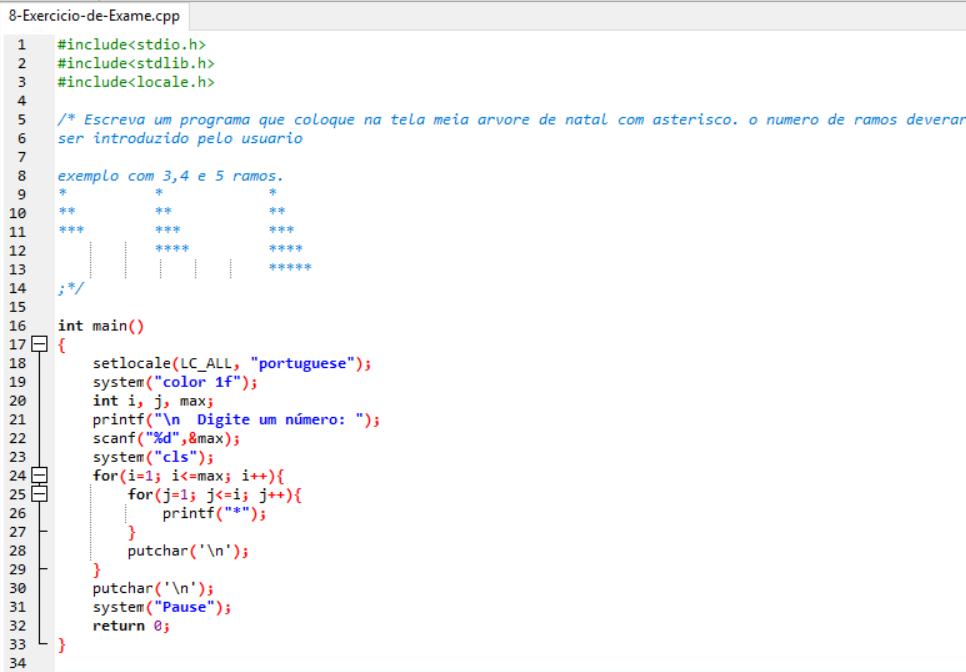 8-Exercicio-de-Exame.cpp
1 #include<stdio.h>
2 #include<stdlib.h>
3 #include<locale.h>
4
5 /* Escreva um programa que coloque na tela meia arvore de natal com asterisco. o numero de ramos deverar
6 ser introduzido pelo usuario
7
8 exemplo com 3,4 e 5 ramos.
9 *          *            *
10 **         **           **
11 ***        ***          ***
12            ****         ****
13                         *****
14 ;*/
15
16 int main()
17 {
18     setlocale(LC_ALL, "portuguese");
19     system("color 1f");
20     int i, j, max;
21     printf("\n  Digite um número: ");
22     scanf("%d",&max);
23     system("cls");
24     for(i=1; i<=max; i++){
25         for(j=1; j<=i; j++){
26             printf("*");
27         }
28         putchar('\n');
29     }
30     putchar('\n');
31     system("Pause");
32     return 0;
33 }
34